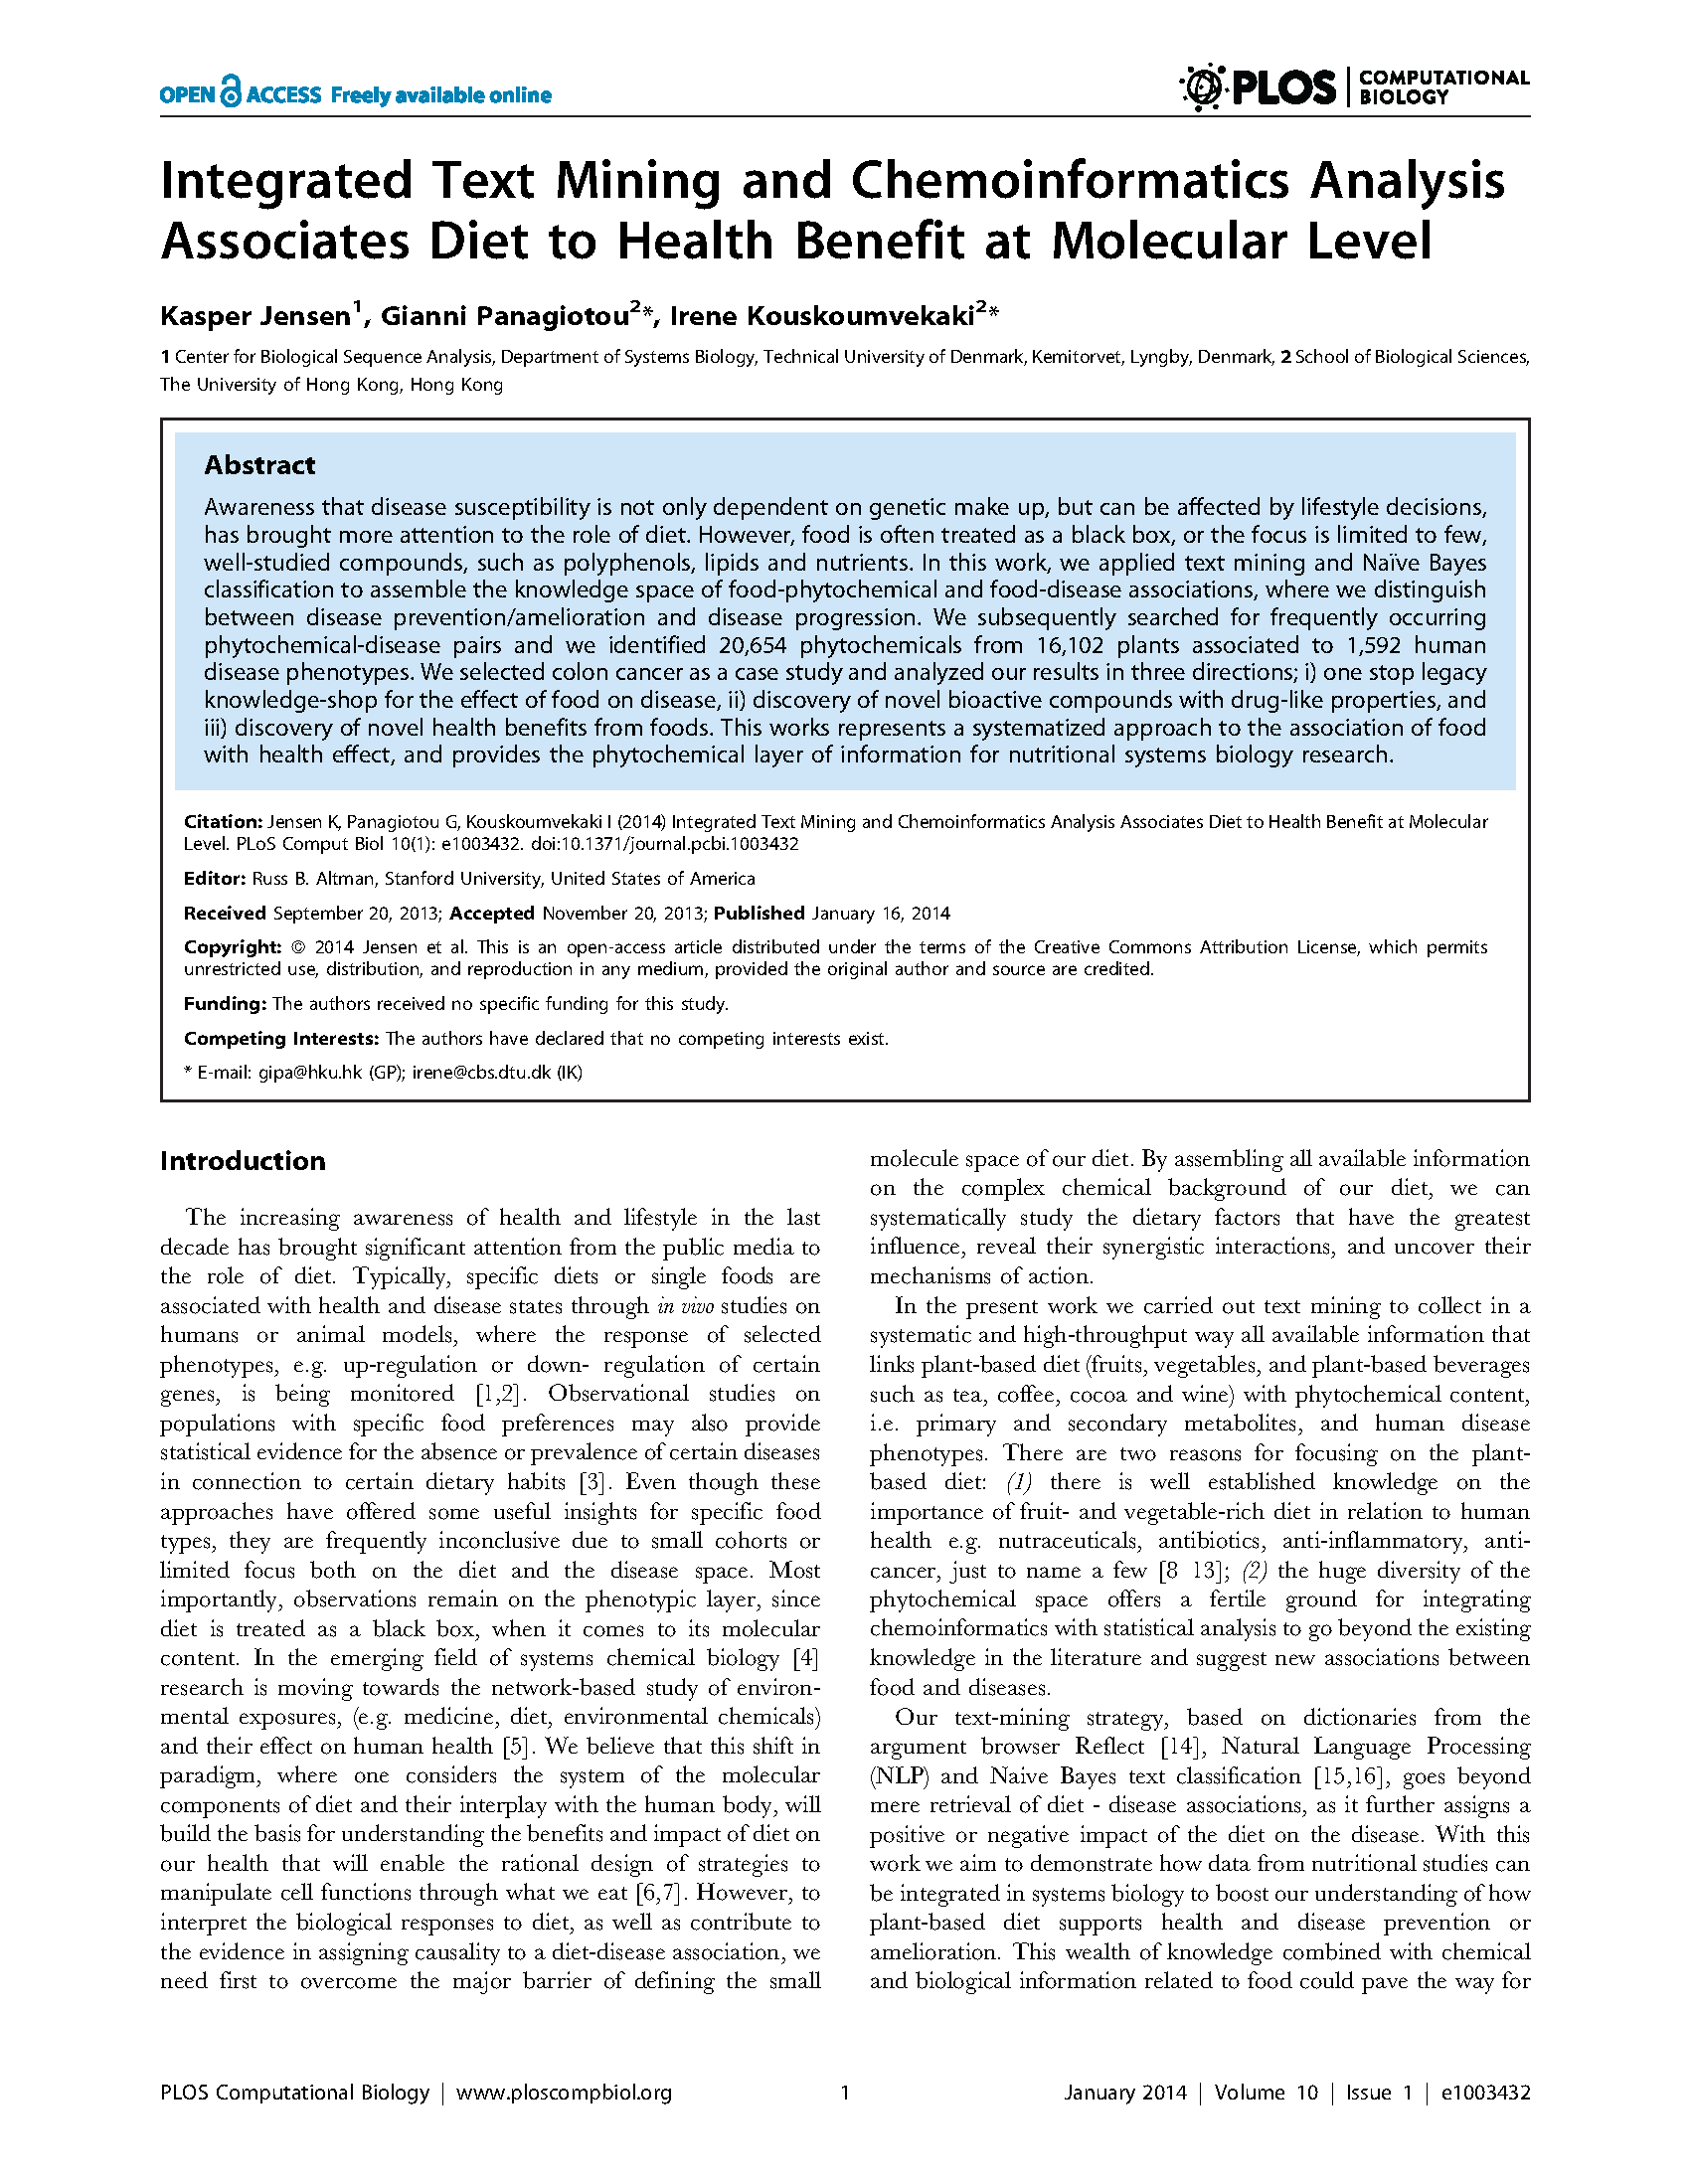 OPEN ACCESS Freely available online
PLOS | COMPUTATIONAL
BIOLOGY
Integrated Text Mining and Chemoinformatics Analysis
Associates Diet to Health Benefit at Molecular Level
Kasper Jensen1, Gianni Panagiotou2*, Irene Kouskoumvekaki2*
1 Center for Biological Sequence Analysis, Department of Systems Biology, Technical University of Denmark, Kemitorvet, Lyngby, Denmark, 2 School of Biological Sciences,
The University of Hong Kong, Hong Kong
Abstract
Awareness that disease susceptibility is not only dependent on genetic make up, but can be affected by lifestyle decisions,
has brought more attention to the role of diet. However, food is often treated as a black box, or the focus is limited to few,
well-studied compounds, such as polyphenols, lipids and nutrients. In this work, we applied text mining and Naïve Bayes
classification to assemble the knowledge space of food-phytochemical and food-disease associations, where we distinguish
between disease prevention/amelioration and disease progression. We subsequently searched for frequently occurring
phytochemical-disease pairs and we identified 20,654 phytochemicals from 16,102 plants associated to 1,592 human
disease phenotypes. We selected colon cancer as a case study and analyzed our results in three directions; i) one stop legacy
knowledge-shop for the effect of food on disease, ii) discovery of novel bioactive compounds with drug-like properties, and
iii) discovery of novel health benefits from foods. This works represents a systematized approach to the association of food
with health effect, and provides the phytochemical layer of information for nutritional systems biology research.
Citation: Jensen K, Panagiotou G, Kouskoumvekaki I (2014) Integrated Text Mining and Chemoinformatics Analysis Associates Diet to Health Benefit at Molecular
Level. PLoS Comput Biol 10(1): e1003432. doi:10.1371/journal.pcbi.1003432
Editor: Russ B. Altman, Stanford University, United States of America
Received September 20, 2013; Accepted November 20, 2013; Published January 16, 2014
Copyright: © 2014 Jensen et al. This is an open-access article distributed under the terms of the Creative Commons Attribution License, which permits
unrestricted use, distribution, and reproduction in any medium, provided the original author and source are credited.
Funding: The authors received no specific funding for this study.
Competing Interests: The authors have declared that no competing interests exist.
* E-mail: gipa@hku.hk (GP); irene@cbs.dtu.dk (IK)
Introduction
The increasing awareness of health and lifestyle in the last
decade has brought significant attention from the public media to
the role of diet. Typically, specific diets or single foods are
associated with health and disease states through in vivo studies on
humans or animal models, where the response of selected
phenotypes, e.g. up-regulation or down- regulation of certain
genes, is being monitored [1,2]. Observational studies on
populations with specific food preferences may also provide
statistical evidence for the absence or prevalence of certain diseases
in connection to certain dietary habits [3]. Even though these
approaches have offered some useful insights for specific food
types, they are frequently inconclusive due to small cohorts or
limited focus both on the diet and the disease space. Most
importantly, observations remain on the phenotypic layer, since
diet is treated as a black box, when it comes to its molecular
content. In the emerging field of systems chemical biology [4]
research is moving towards the network-based study of environ-
mental exposures, (e.g. medicine, diet, environmental chemicals)
and their effect on human health [5]. We believe that this shift in
paradigm, where one considers the system of the molecular
components of diet and their interplay with the human body, will
build the basis for understanding the benefits and impact of diet on
our health that will enable the rational design of strategies to
manipulate cell functions through what we eat [6,7]. However, to
interpret the biological responses to diet, as well as contribute to
the evidence in assigning causality to a diet-disease association, we
need first to overcome the major barrier of defining the small
molecule space of our diet. By assembling all available information
on the complex chemical background of our diet, we can
systematically study the dietary factors that have the greatest
influence, reveal their synergistic interactions, and uncover their
mechanisms of action.
In the present work we carried out text mining to collect in a
systematic and high-throughput way all available information that
links plant-based diet (fruits, vegetables, and plant-based beverages
such as tea, coffee, cocoa and wine) with phytochemical content,
i.e. primary and secondary metabolites, and human disease
phenotypes. There are two reasons for focusing on the plant-
based diet: (1) there is well established knowledge on the
importance of fruit- and vegetable-rich diet in relation to human
health e.g. nutraceuticals, antibiotics, anti-inflammatory, anti-
cancer, just to name a few [8 13]; (2) the huge diversity of the
phytochemical space offers a fertile ground for integrating
chemoinformatics with statistical analysis to go beyond the existing
knowledge in the literature and suggest new associations between
food and diseases.
Our text-mining strategy, based on dictionaries from the
argument browser Reflect [14], Natural Language Processing
(NLP) and Naive Bayes text classification [15,16], goes beyond
mere retrieval of diet - disease associations, as it further assigns a
positive or negative impact of the diet on the disease. With this
work we aim to demonstrate how data from nutritional studies can
be integrated in systems biology to boost our understanding of how
plant-based diet supports health and disease prevention or
amelioration. This wealth of knowledge combined with chemical
and biological information related to food could pave the way for
PLOS Computational Biology | www.ploscompbiol.org
1
January 2014 | Volume 10 | Issue 1 | e1003432